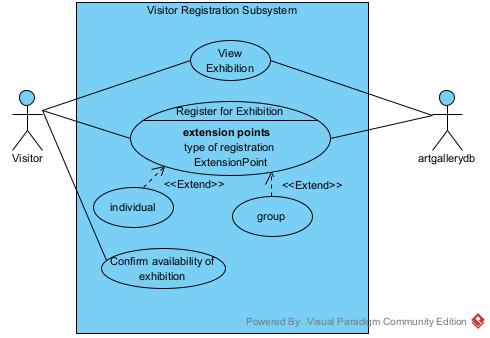 Visitor Registration Subsystem
View
Exhibition
Register for Exhibition
extension points
type of registration
ExtensionPoint
Visitor
artgallerydb
<<Extend>>
<<Extend>>
individual
group
Confirm availability of
exhibition
Powered By Visual Paradigm Community Edition